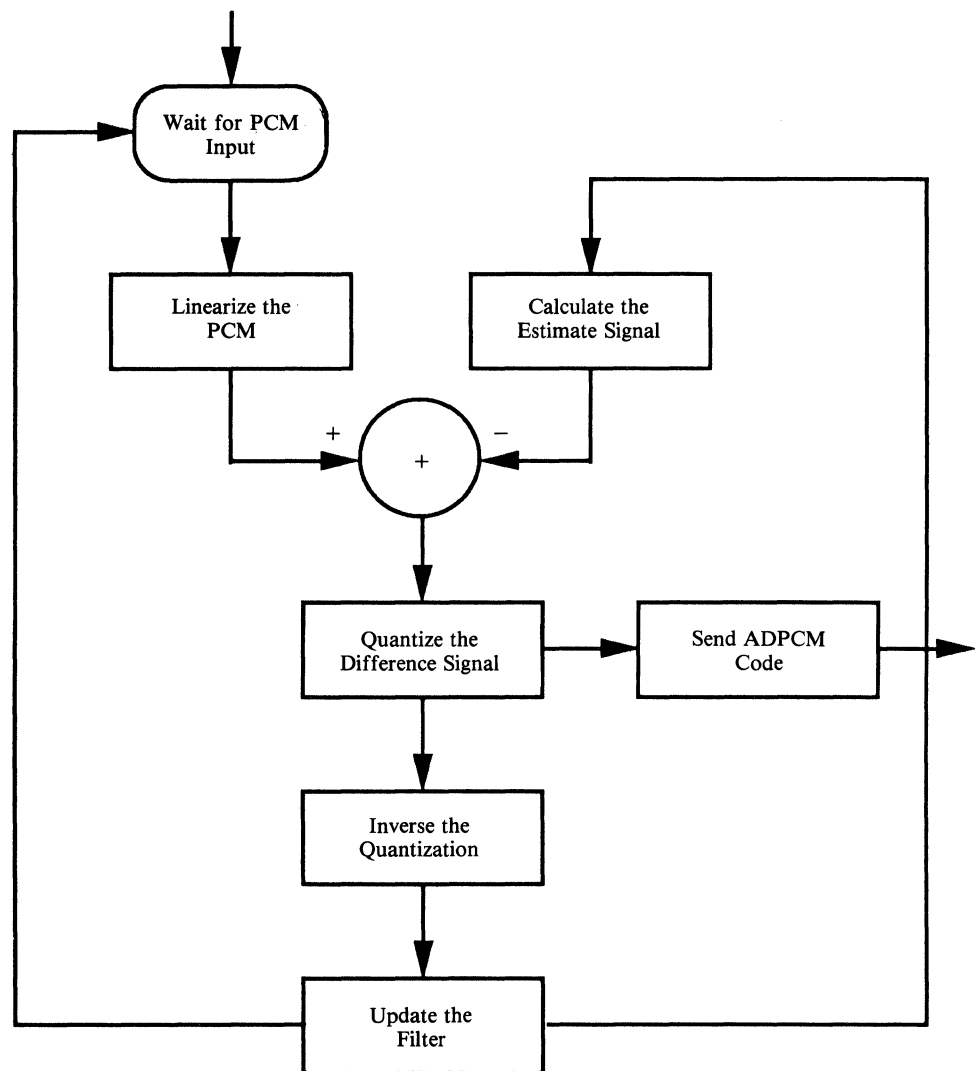 Wait for PCM
Input
Linearize the
PCM
Calculate the
Estimate Signal
+
−
+
Quantize the
Difference Signal
Send ADPCM
Code
Inverse the
Quantization
Update the
Filter